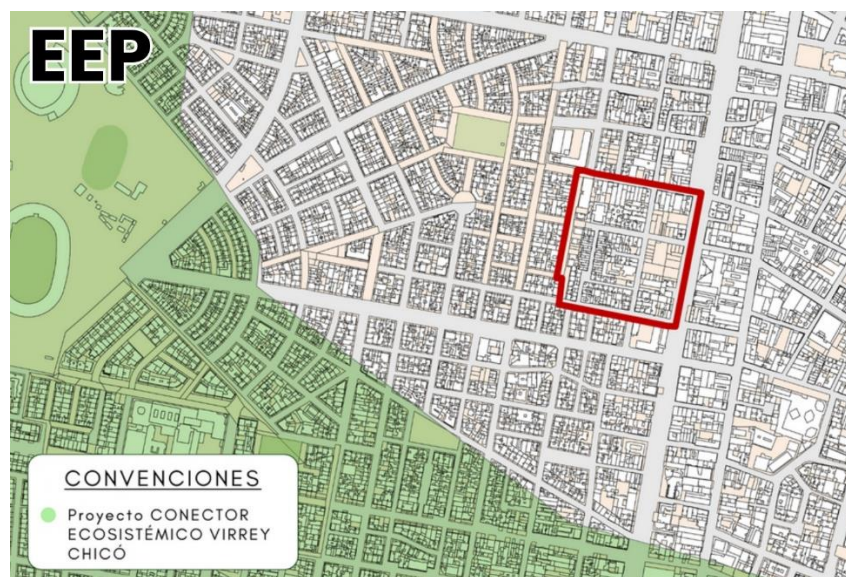 EEP
CONVENCIONES
Proyecto CONECTOR
ECOSISTÉMICO VIRREY
CHICÓ